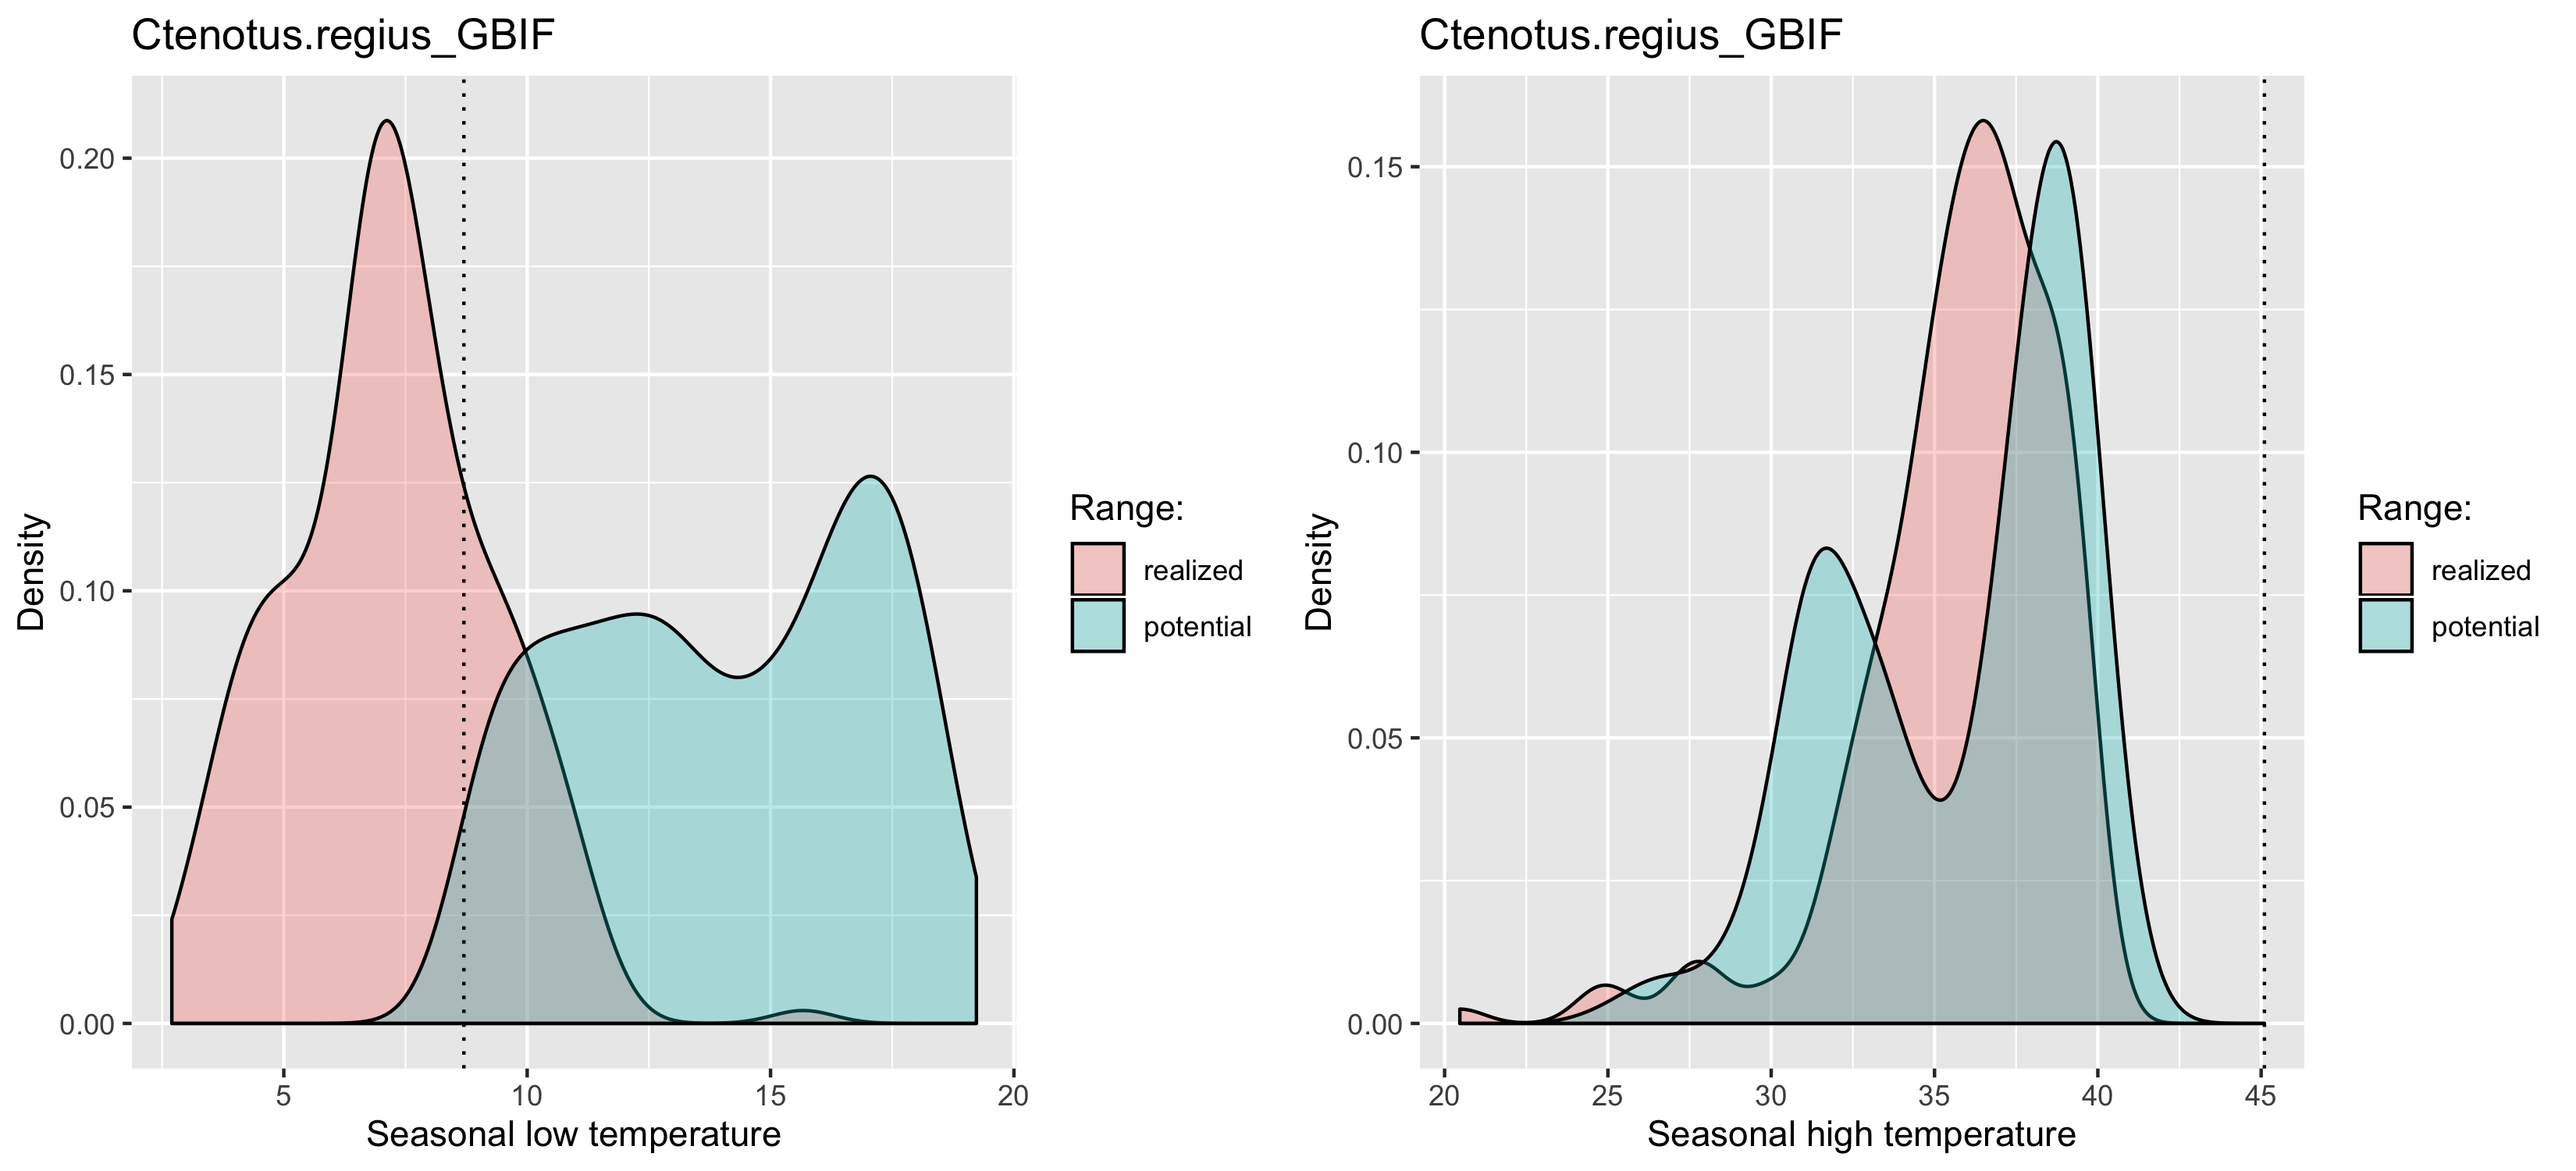 Ctenotus.regius_GBIF
0.20
0.15
0.10
0.05
0.00
Density
5 10 15 20
Seasonal low temperature
Range:
realized
potential
Ctenotus.regius_GBIF
0.15
0.10
0.05
0.00
Density
20 25 30 35 40 45
Seasonal high temperature
Range:
realized
potential